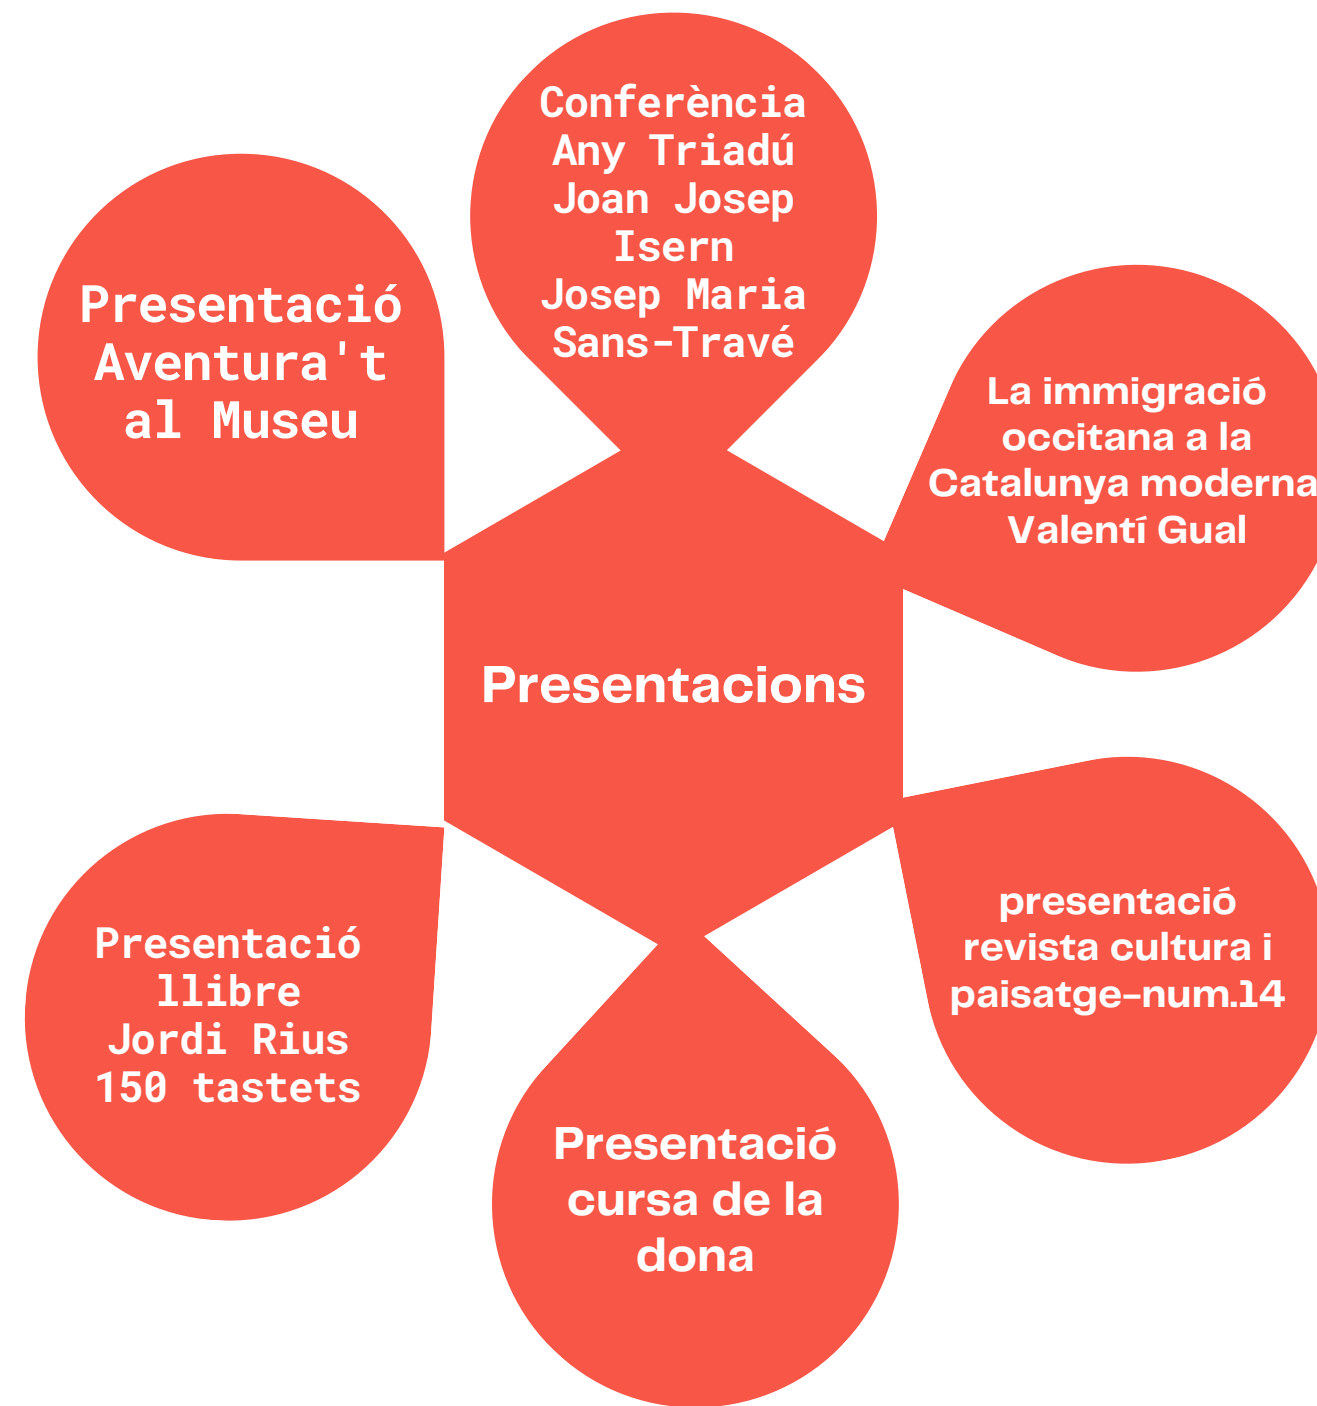 Conferència
Any Triadú
Joan Josep
Isern
Josep Maria
Sans-Travé
Presentació
Aventura't
al Museu
La immigració
occitana a la
Catalunya moderna
Valentí Gual
Presentacions
presentació
revista cultura i
paisatge-num.14
Presentació
llibre
Jordi Rius
150 tastets
Presentació
cursa de la
dona